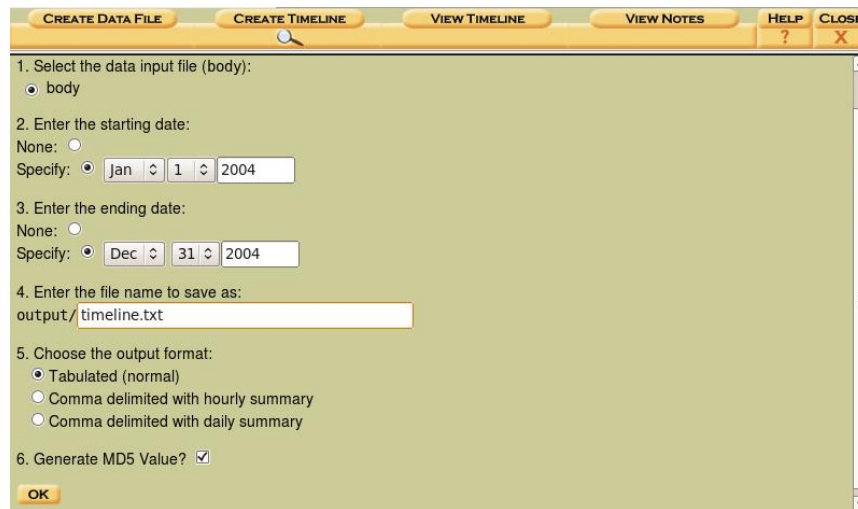 CREATE DATA FILE CREATE TIMELINE VIEW TIMELINE VIEW NOTES HELP CLOSE
? X
1. Select the data input file (body):
body
2. Enter the starting date:
None:
Specify: Jan 1 2004
3. Enter the ending date:
None:
Specify: Dec 31 2004
4. Enter the file name to save as:
output/timeline.txt
5. Choose the output format:
Tabulated (normal)
Comma delimited with hourly summary
Comma delimited with daily summary
6. Generate MD5 Value?
OK